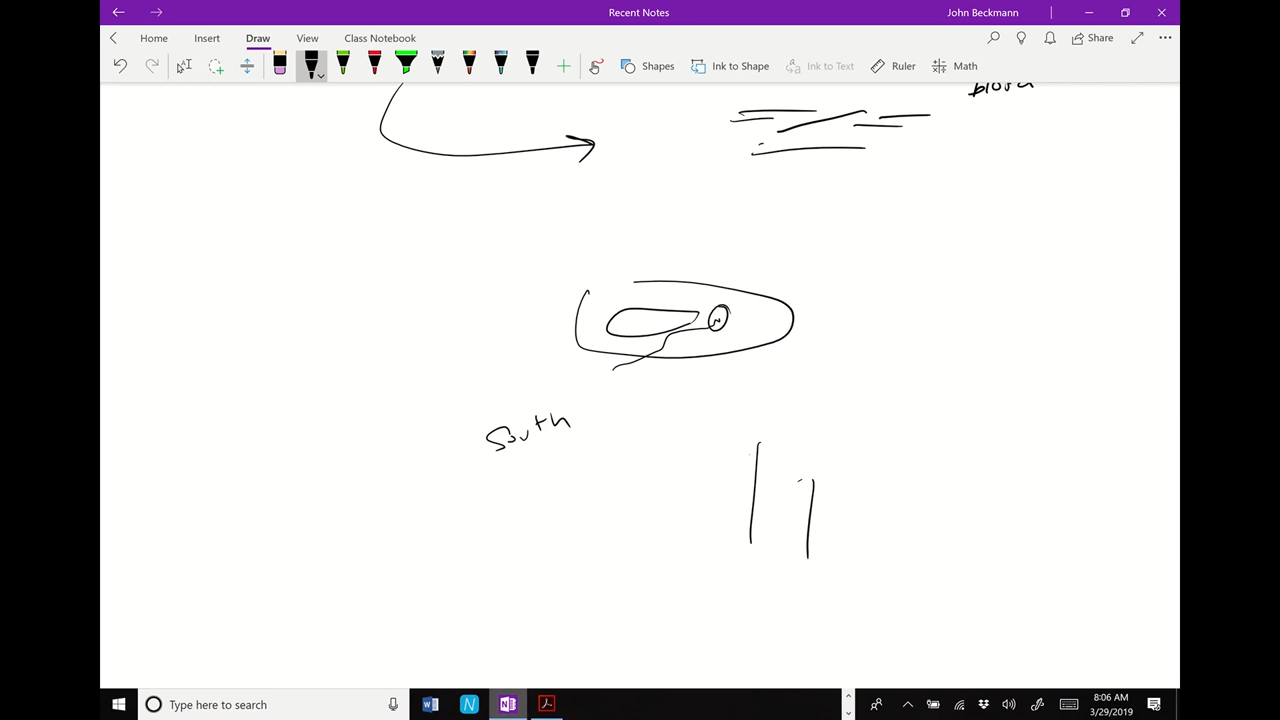 Recent Notes
John Beckmann
Home Insert Draw View Class Notebook
Share
Shapes Ink to Shape Ink to Text Ruler Math
N
South
Type here to search
8:06 AM
3/29/2019